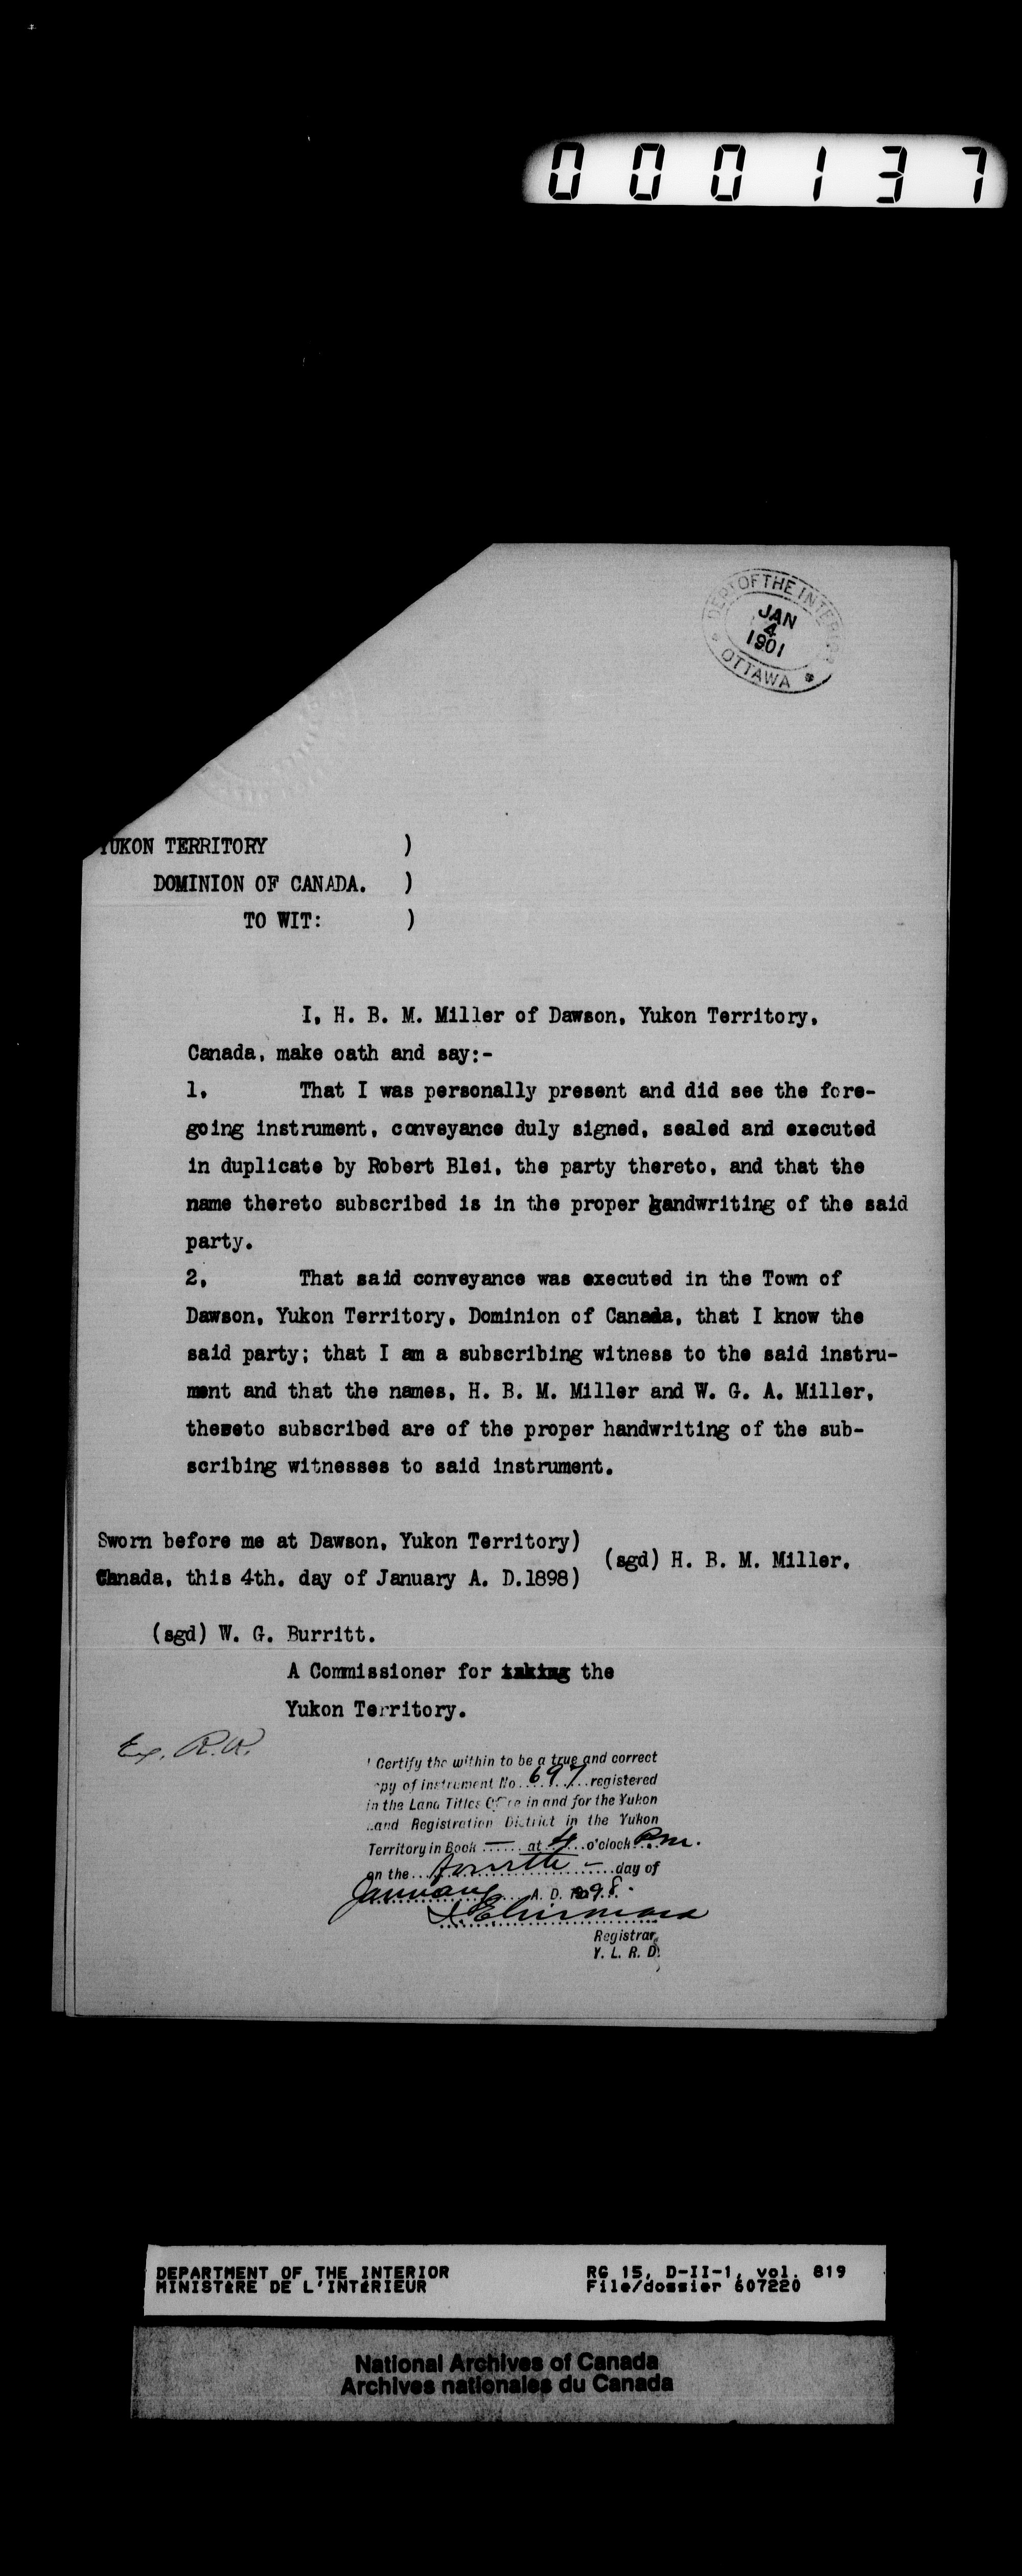 000137
DEPT OF THE INTERIOR
JAN
4
1901
OTTAWA
YUKON TERRITORY )
DOMINION OF CANADA. )
TO WIT: )
I, H. B. M. Miller of Dawson, Yukon Territory,
Canada, make oath and say:-
1, That I was personally present and did see the fore-
going instrument, conveyance duly signed, sealed and executed
in duplicate by Robert Blei, the party thereto, and that the
name thereto subscribed is in the proper handwriting of the said
party.
2, That said conveyance was executed in the Town of
Dawson, Yukon Territory, Dominion of Canada, that I know the
said party; that I am a subscribing witness to the said instru-
ment and that the names, H. B. M. Miller and W. G. A. Miller,
thereto subscribed are of the proper handwriting of the sub-
scribing witnesses to said instrument.
Sworn before me at Dawson, Yukon Territory)
(sgd) H. B. M. Miller,
Canada, this 4th. day of January A. D.1898)
(sgd) W. G. Burritt.
A Commissioner for taking the
Yukon Territory.
Ex. R.R.
I Certify the within to be a true and correct
opy of instrument No. 697 registered
in the Land Titles Office in and for the Yukon
Land Registration District in the Yukon
Territory in Book — at 4 o'clock P.m.
on the fourth — day of
January A. D. 1898.
Registrar,
Y. L. R. D.
DEPARTMENT OF THE INTERIOR RG 15, D-II-1, vol. 819
MINISTÈRE DE L'INTÉRIEUR File/dossier 607220
National Archives of Canada
Archives nationales du Canada